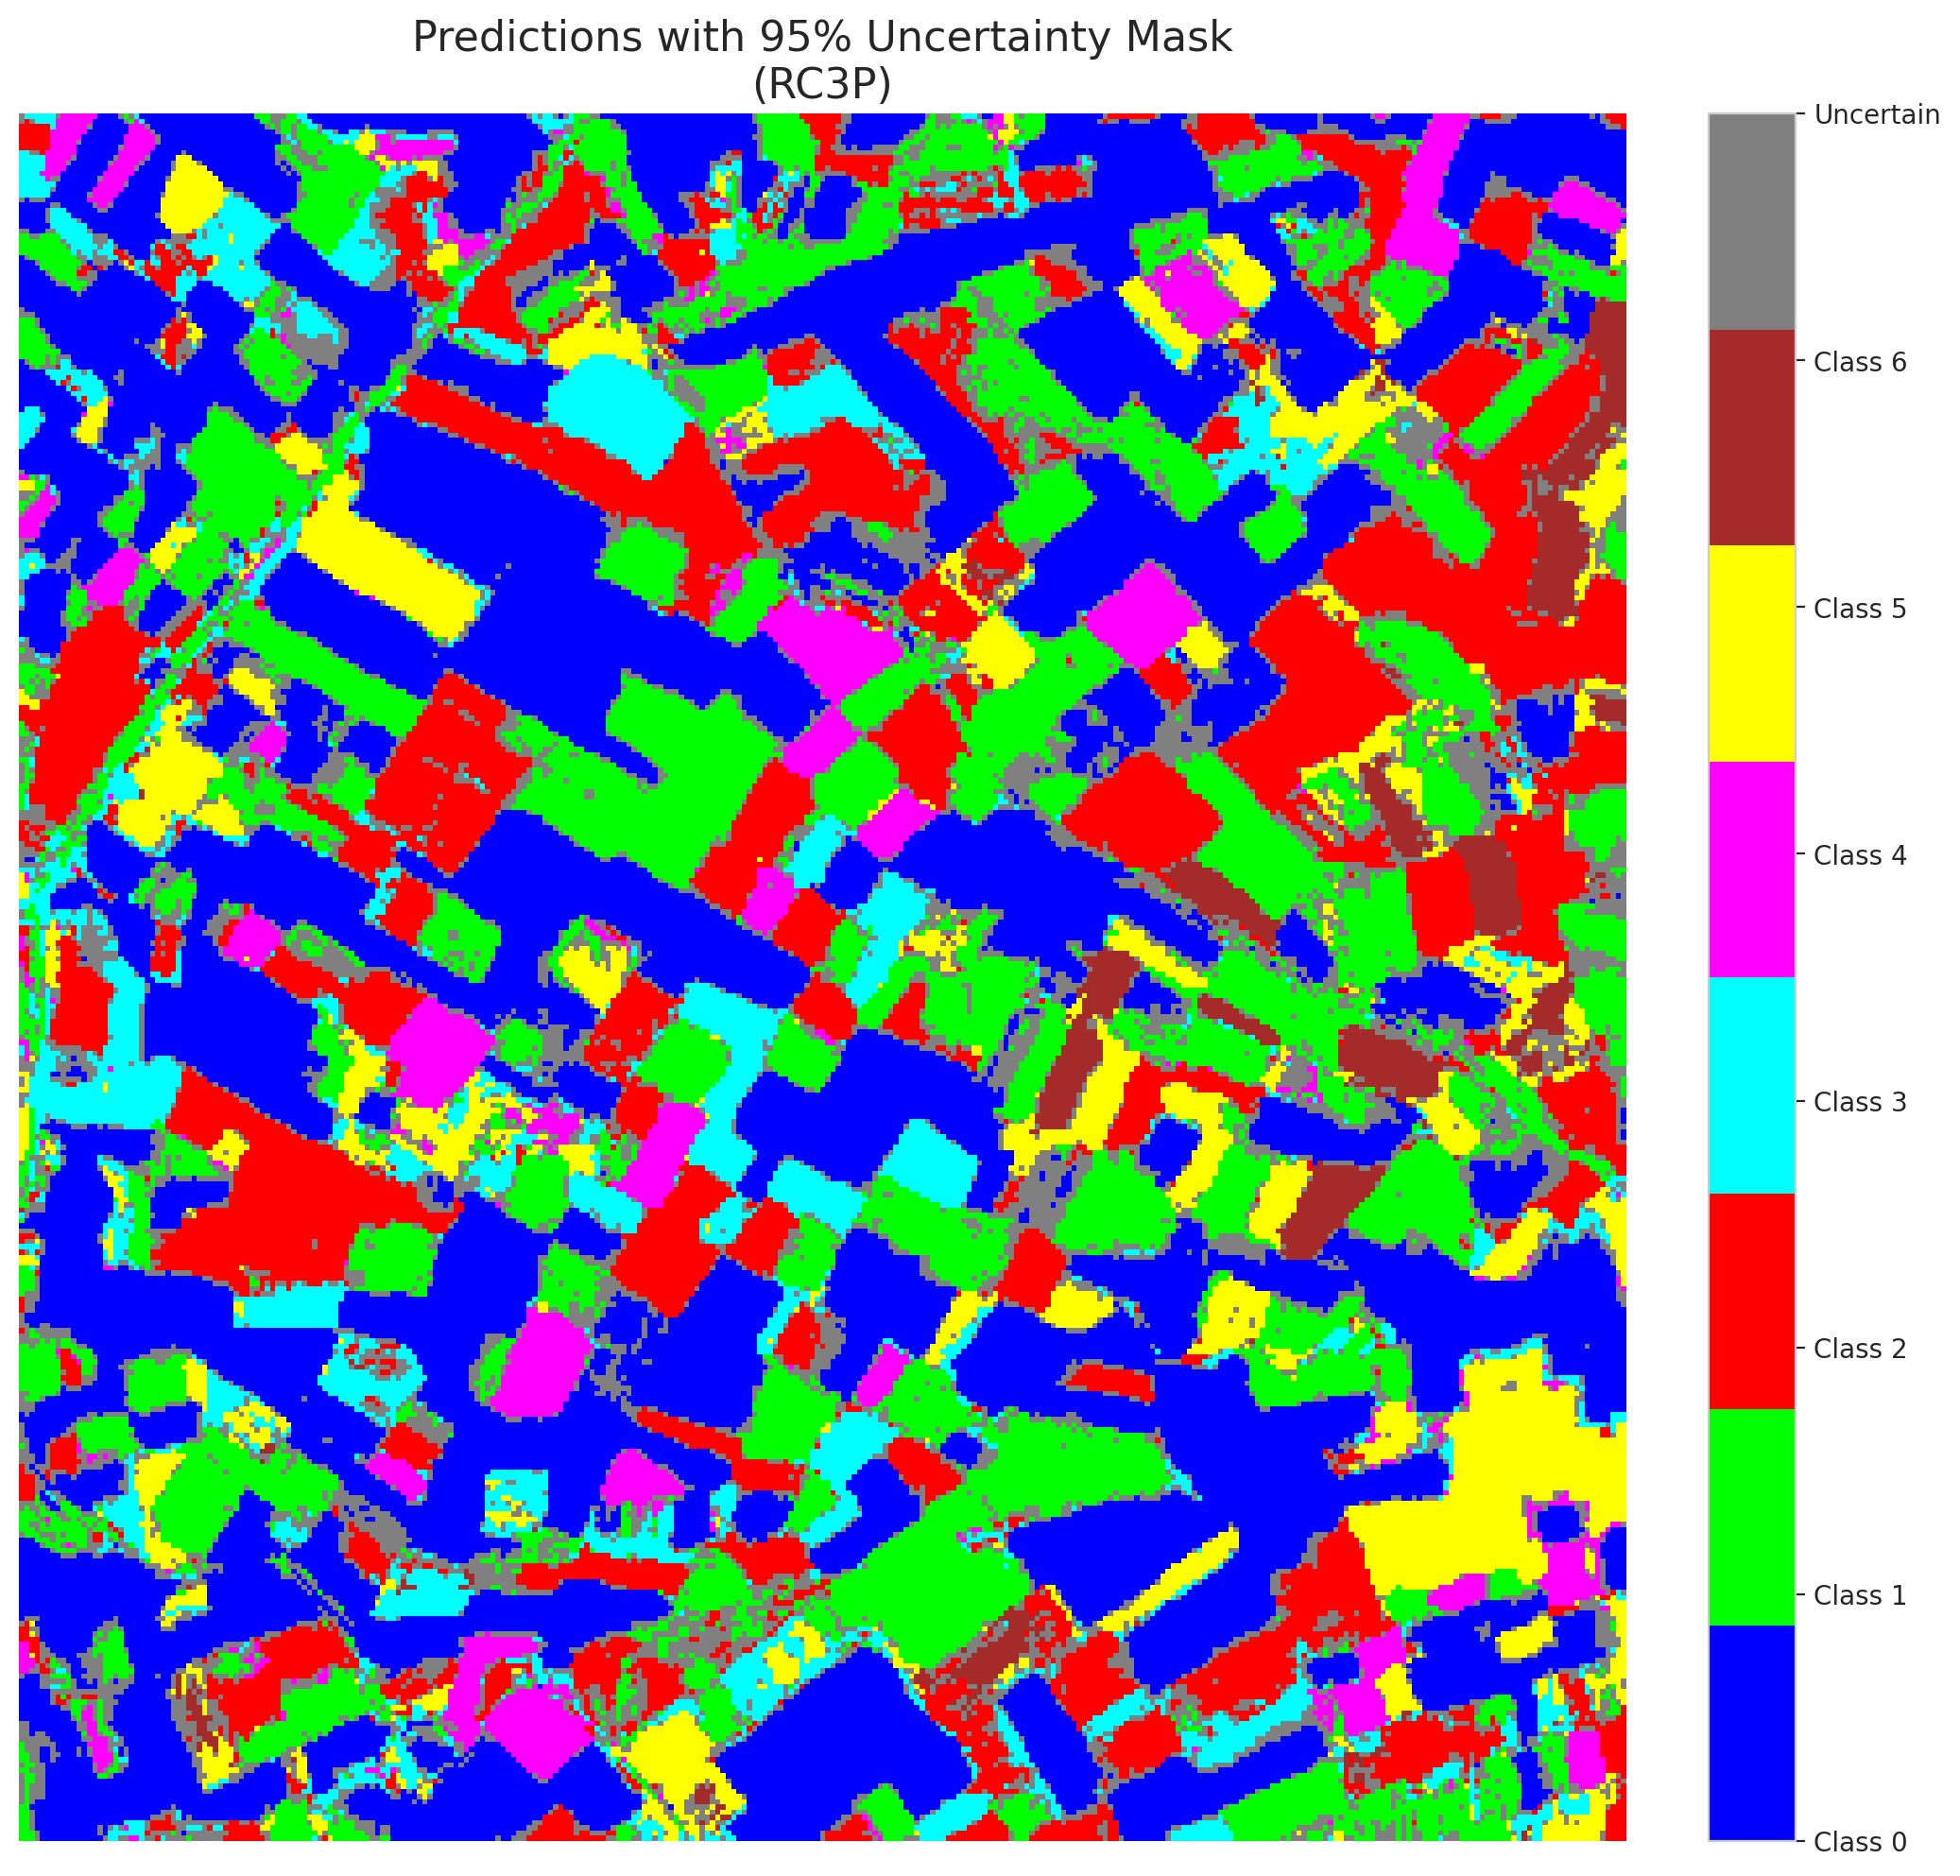 Predictions with 95% Uncertainty Mask
(RC3P)
Uncertain
Class 6
Class 5
Class 4
Class 3
Class 2
Class 1
Class 0